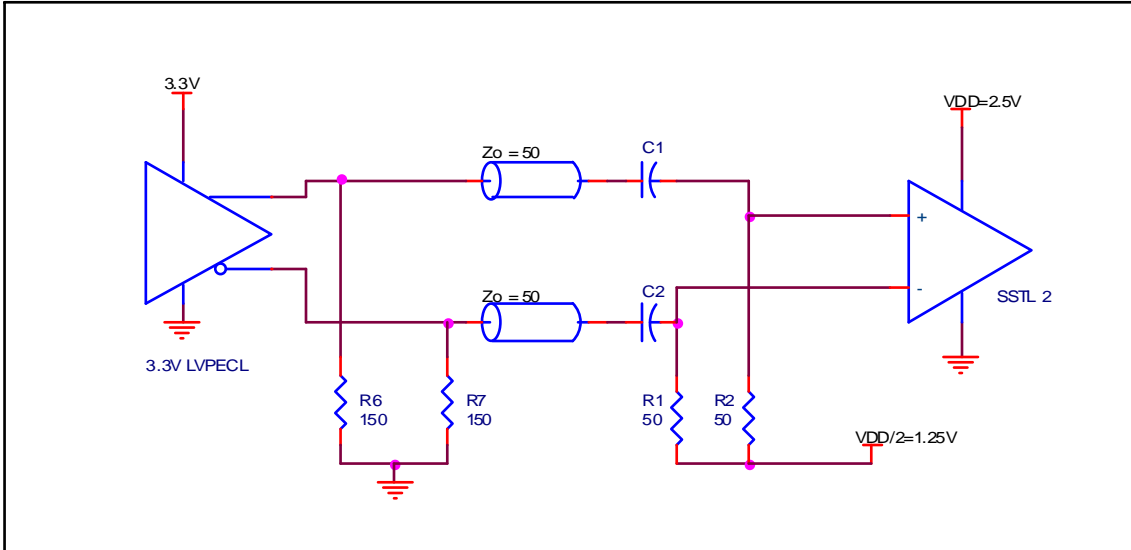 3.3V
VDD=2.5V
Zo = 50
C1
+
-
SSTL 2
Zo = 50
C2
3.3V LVPECL
R6
150
R7
150
R1
50
R2
50
VDD/2=1.25V